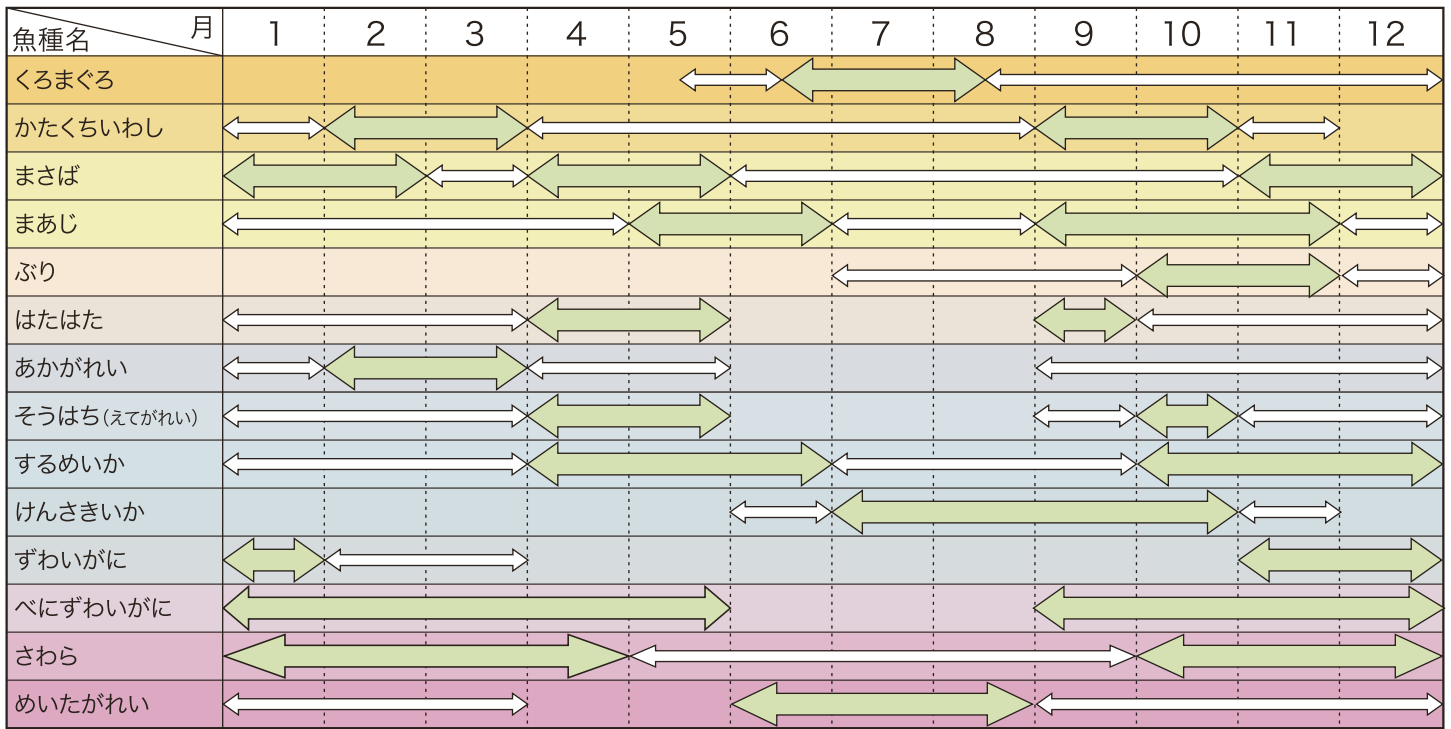 月
魚種名
1 2 3 4 5 6 7 8 9 10 11 12
くろまぐろ
かたくちいわし
まさば
まあじ
ぶり
はたはた
あかがれい
そうはち(えてがれい)
するめいか
けんさきいか
ずわいがに
べにずわいがに
さわら
めいたがれい